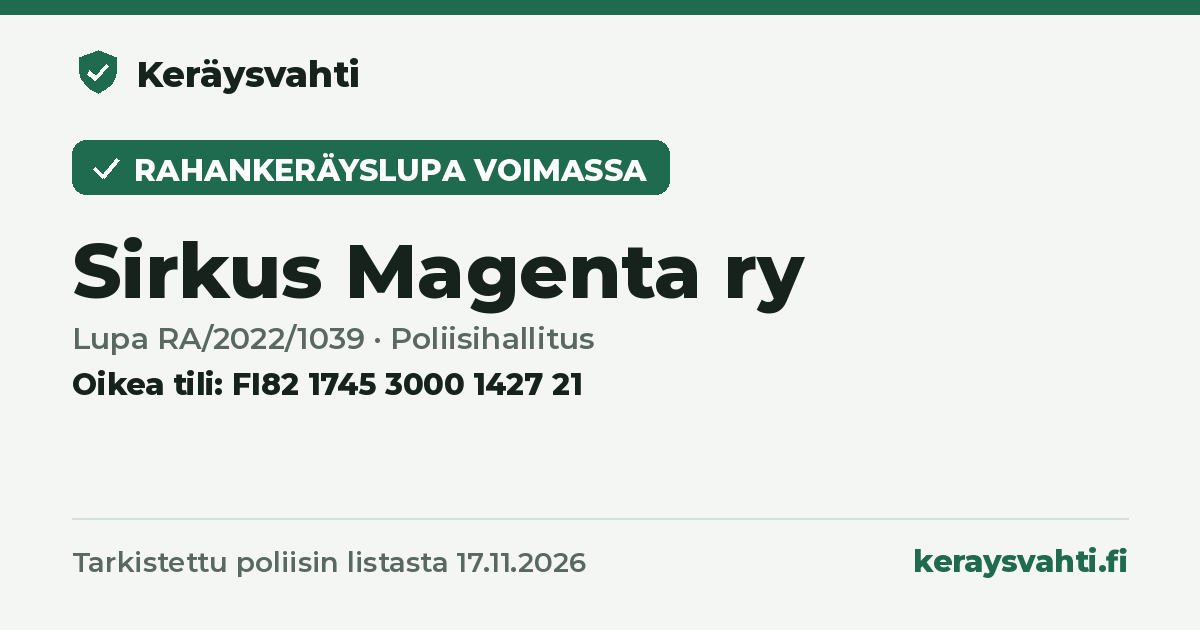 Keräysvahti
RAHANKERÄYSLUPA VOIMASSA
Sirkus Magenta ry
Lupa RA/2022/1039 · Poliisihallitus
Oikea tili: FI82 1745 3000 1427 21
Tarkistettu poliisin listasta 17.11.2026
keraysvahti.fi